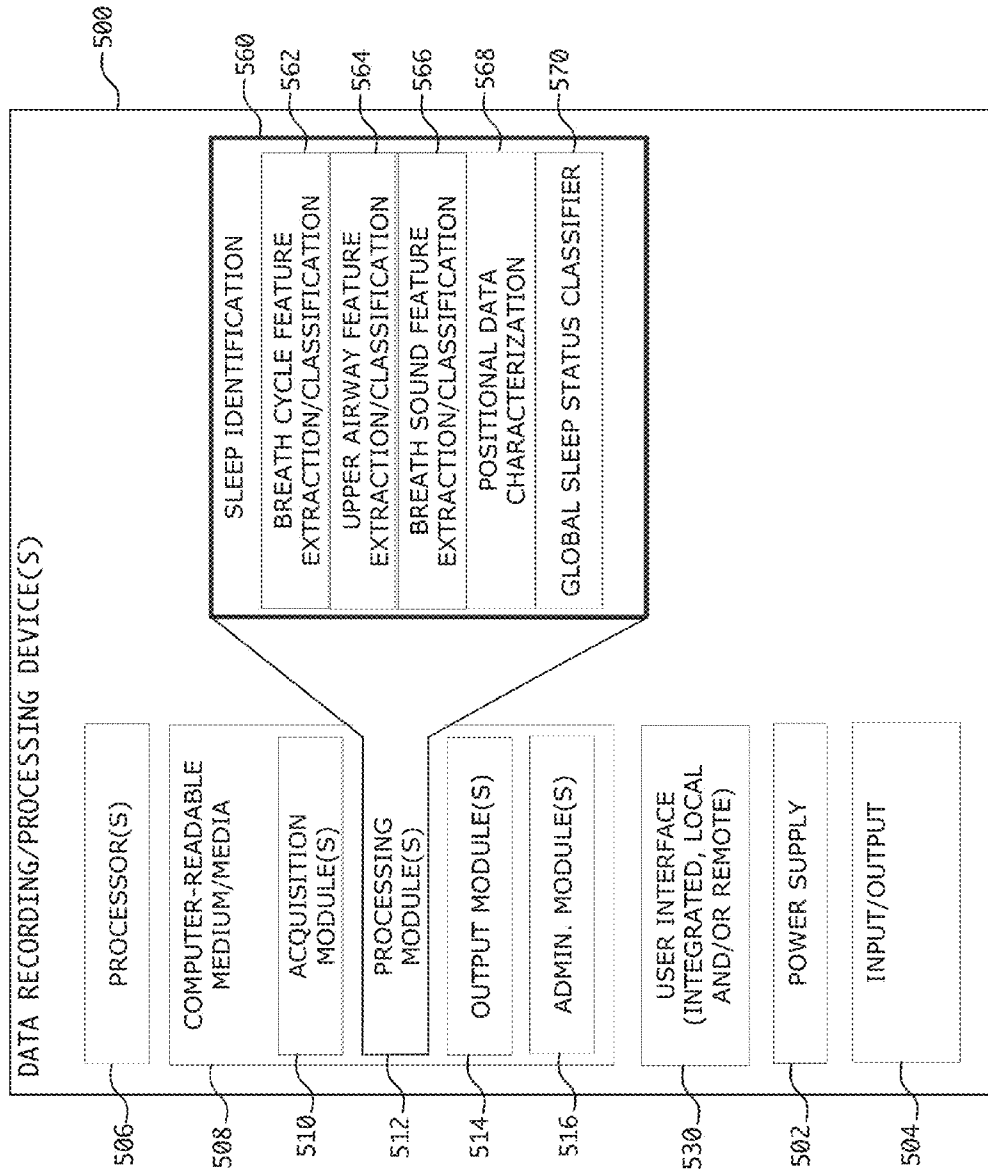 DATA RECORDING/PROCESSING DEVICE(S)
500
506
PROCESSOR(S)
508
COMPUTER-READABLE
MEDIUM/MEDIA
510
ACQUISITION
MODULE(S)
512
PROCESSING
MODULE(S)
514
OUTPUT MODULE(S)
516
ADMIN. MODULE(S)
530
USER INTERFACE
(INTEGRATED, LOCAL
AND/OR REMOTE)
502
POWER SUPPLY
504
INPUT/OUTPUT
560
SLEEP IDENTIFICATION
562
BREATH CYCLE FEATURE
EXTRACTION/CLASSIFICATION
564
UPPER AIRWAY FEATURE
EXTRACTION/CLASSIFICATION
566
BREATH SOUND FEATURE
EXTRACTION/CLASSIFICATION
568
POSITIONAL DATA
CHARACTERIZATION
570
GLOBAL SLEEP STATUS CLASSIFIER